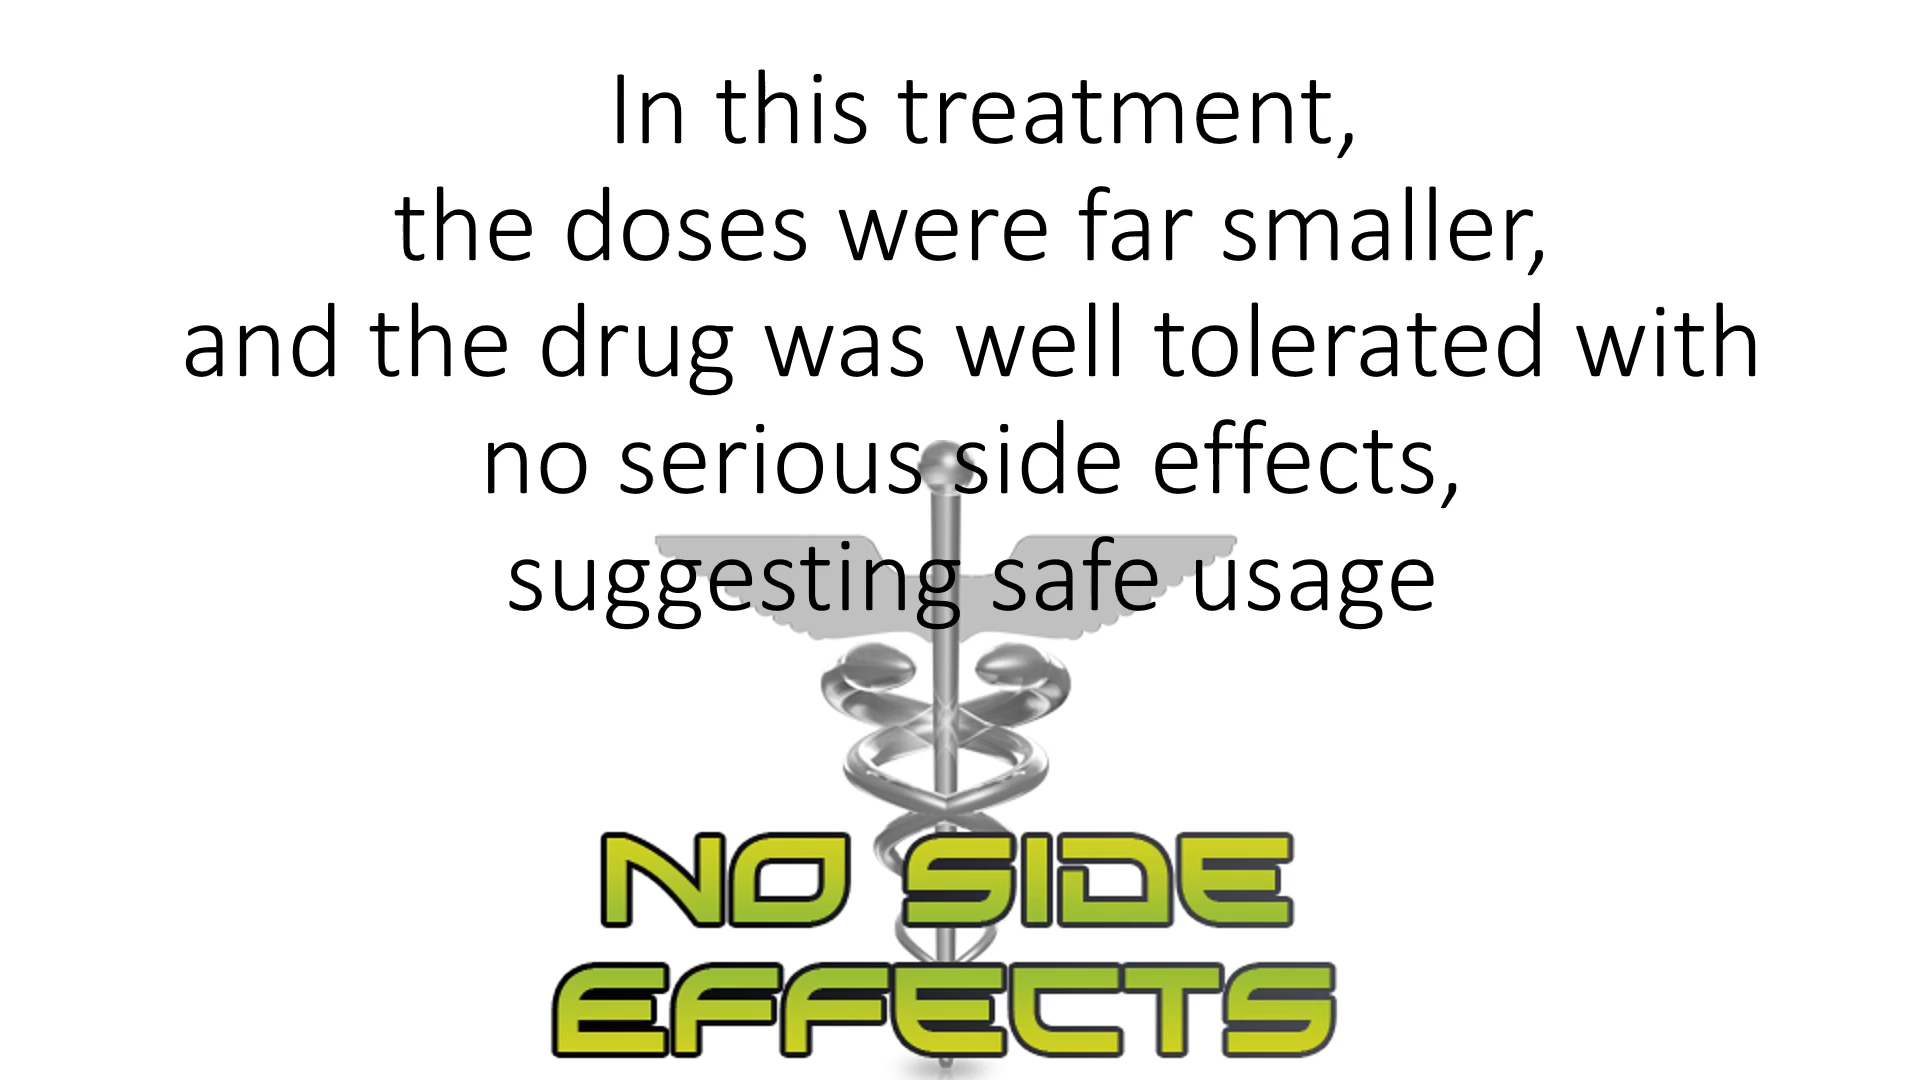 In this treatment,
the doses were far smaller,
and the drug was well tolerated with
no serious side effects,
suggesting safe usage
NO SIDE
EFFECTS